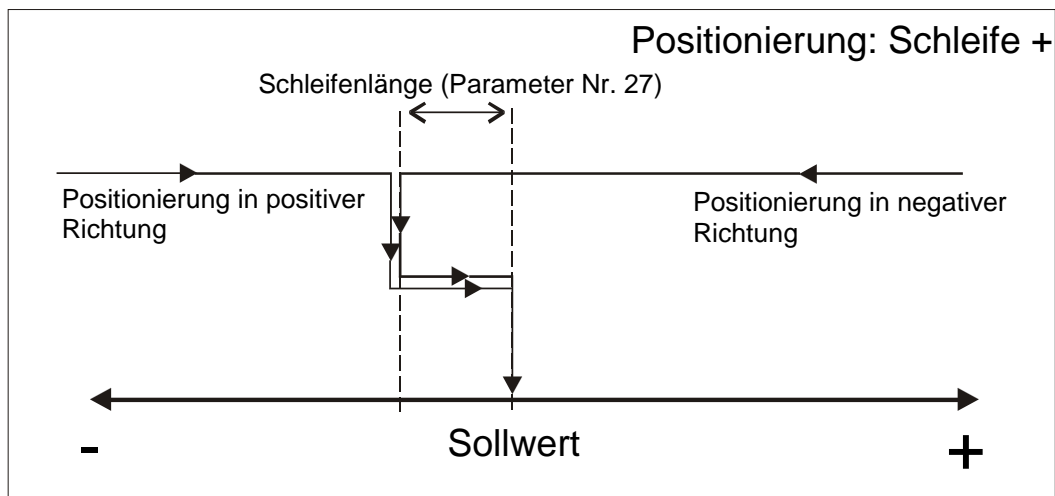 Positionierung: Schleife +
Schleifenlänge (Parameter Nr. 27)
Positionierung in positiver
Richtung
Positionierung in negativer
Richtung
- Sollwert +